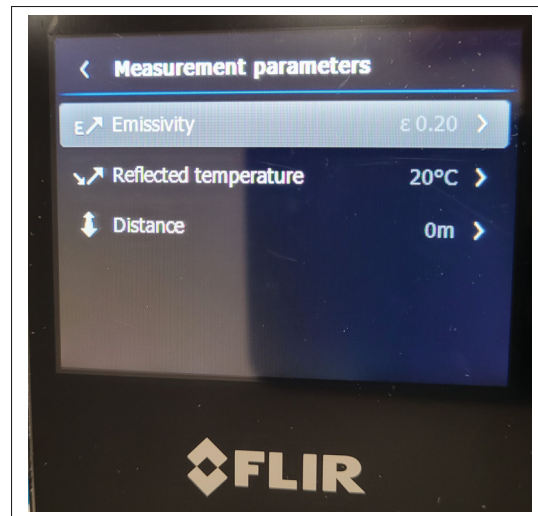 Measurement parameters
Emissivity ε 0.20
Reflected temperature 20°C
Distance 0m
FLIR